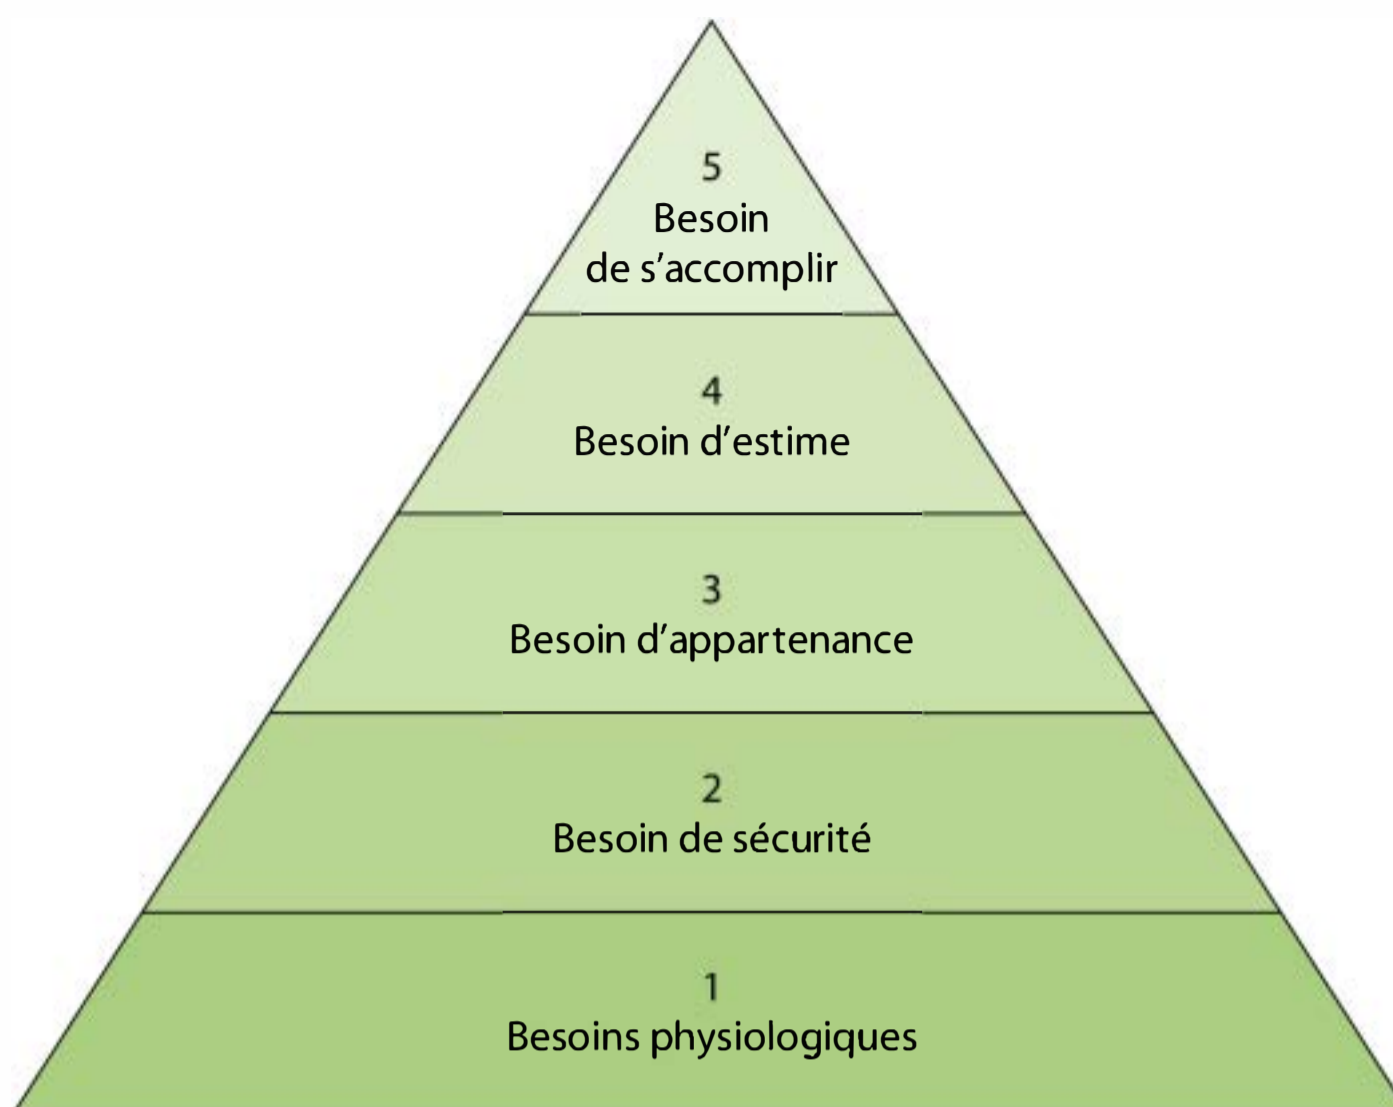 5
Besoin
de s’accomplir
4
Besoin d’estime
3
Besoin d’appartenance
2
Besoin de sécurité
1
Besoins physiologiques